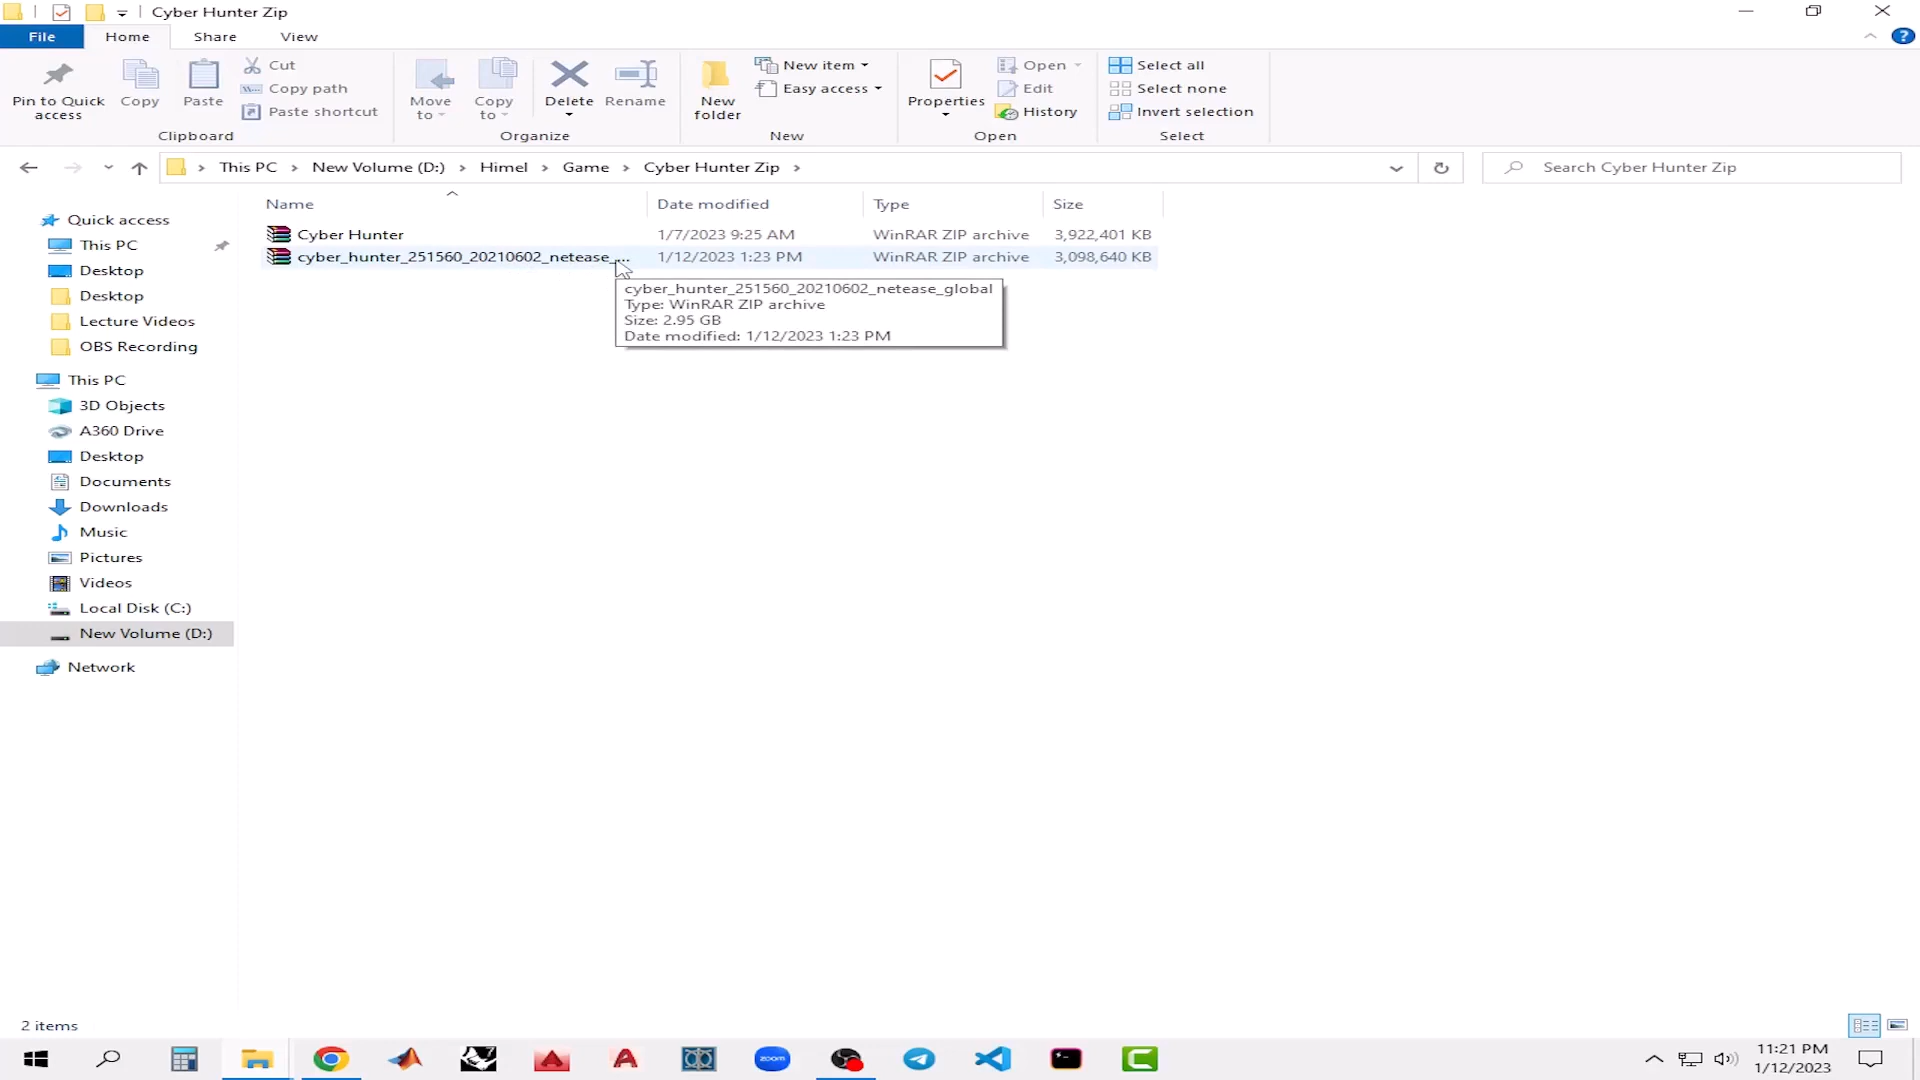 Cyber Hunter Zip
File Home Share View
Pin to Quick access
Copy
Paste
Cut
Copy path
Paste shortcut
Clipboard
Move to
Copy to
Delete
Rename
Organize
New folder
New item
Easy access
New
Properties
Open
Edit
History
Open
Select all
Select none
Invert selection
Select
This PC > New Volume (D:) > Himel > Game > Cyber Hunter Zip >
Search Cyber Hunter Zip
Name Date modified Type Size
Cyber Hunter 1/7/2023 9:25 AM WinRAR ZIP archive 3,922,401 KB
cyber_hunter_251560_20210602_netease_... 1/12/2023 1:23 PM WinRAR ZIP archive 3,098,640 KB
cyber_hunter_251560_20210602_netease_global
Type: WinRAR ZIP archive
Size: 2.95 GB
Date modified: 1/12/2023 1:23 PM
Quick access
This PC
Desktop
Desktop
Lecture Videos
OBS Recording
This PC
3D Objects
A360 Drive
Desktop
Documents
Downloads
Music
Pictures
Videos
Local Disk (C:)
New Volume (D:)
Network
2 items
zoom
11:21 PM
1/12/2023